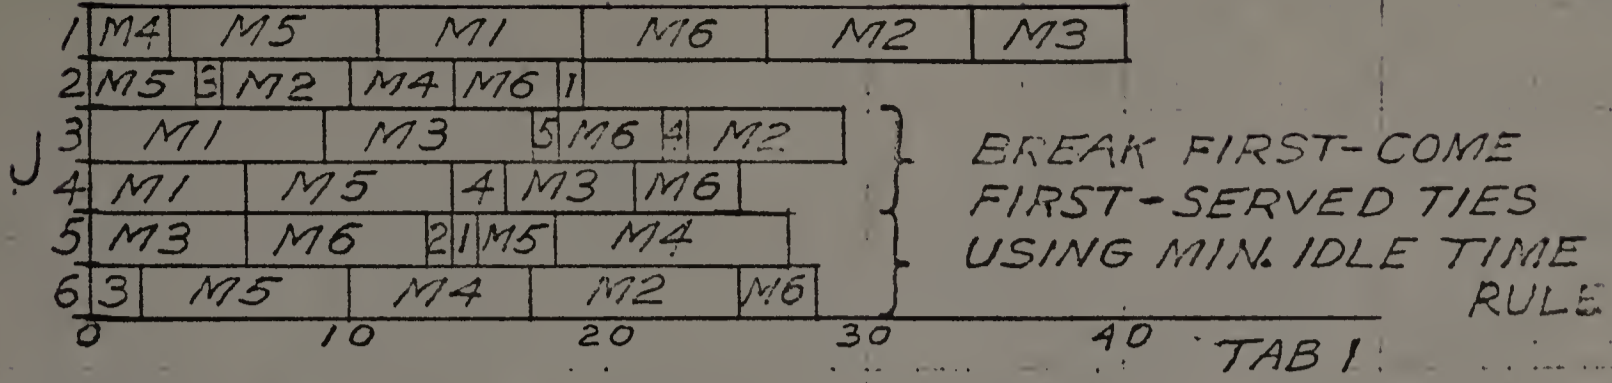 1 M4 M5 M1 M6 M2 M3
2 M5 3 M2 M4 M6 1
J 3 M1 M3 5 M6 4 M2
BREAK FIRST-COME
4 M1 M5 4 M3 M6
FIRST-SERVED TIES
5 M3 M6 2 1 M5 M4
USING MIN. IDLE TIME
6 3 M5 M4 M2 M6
RULE
0 10 20 30 40
TAB 1